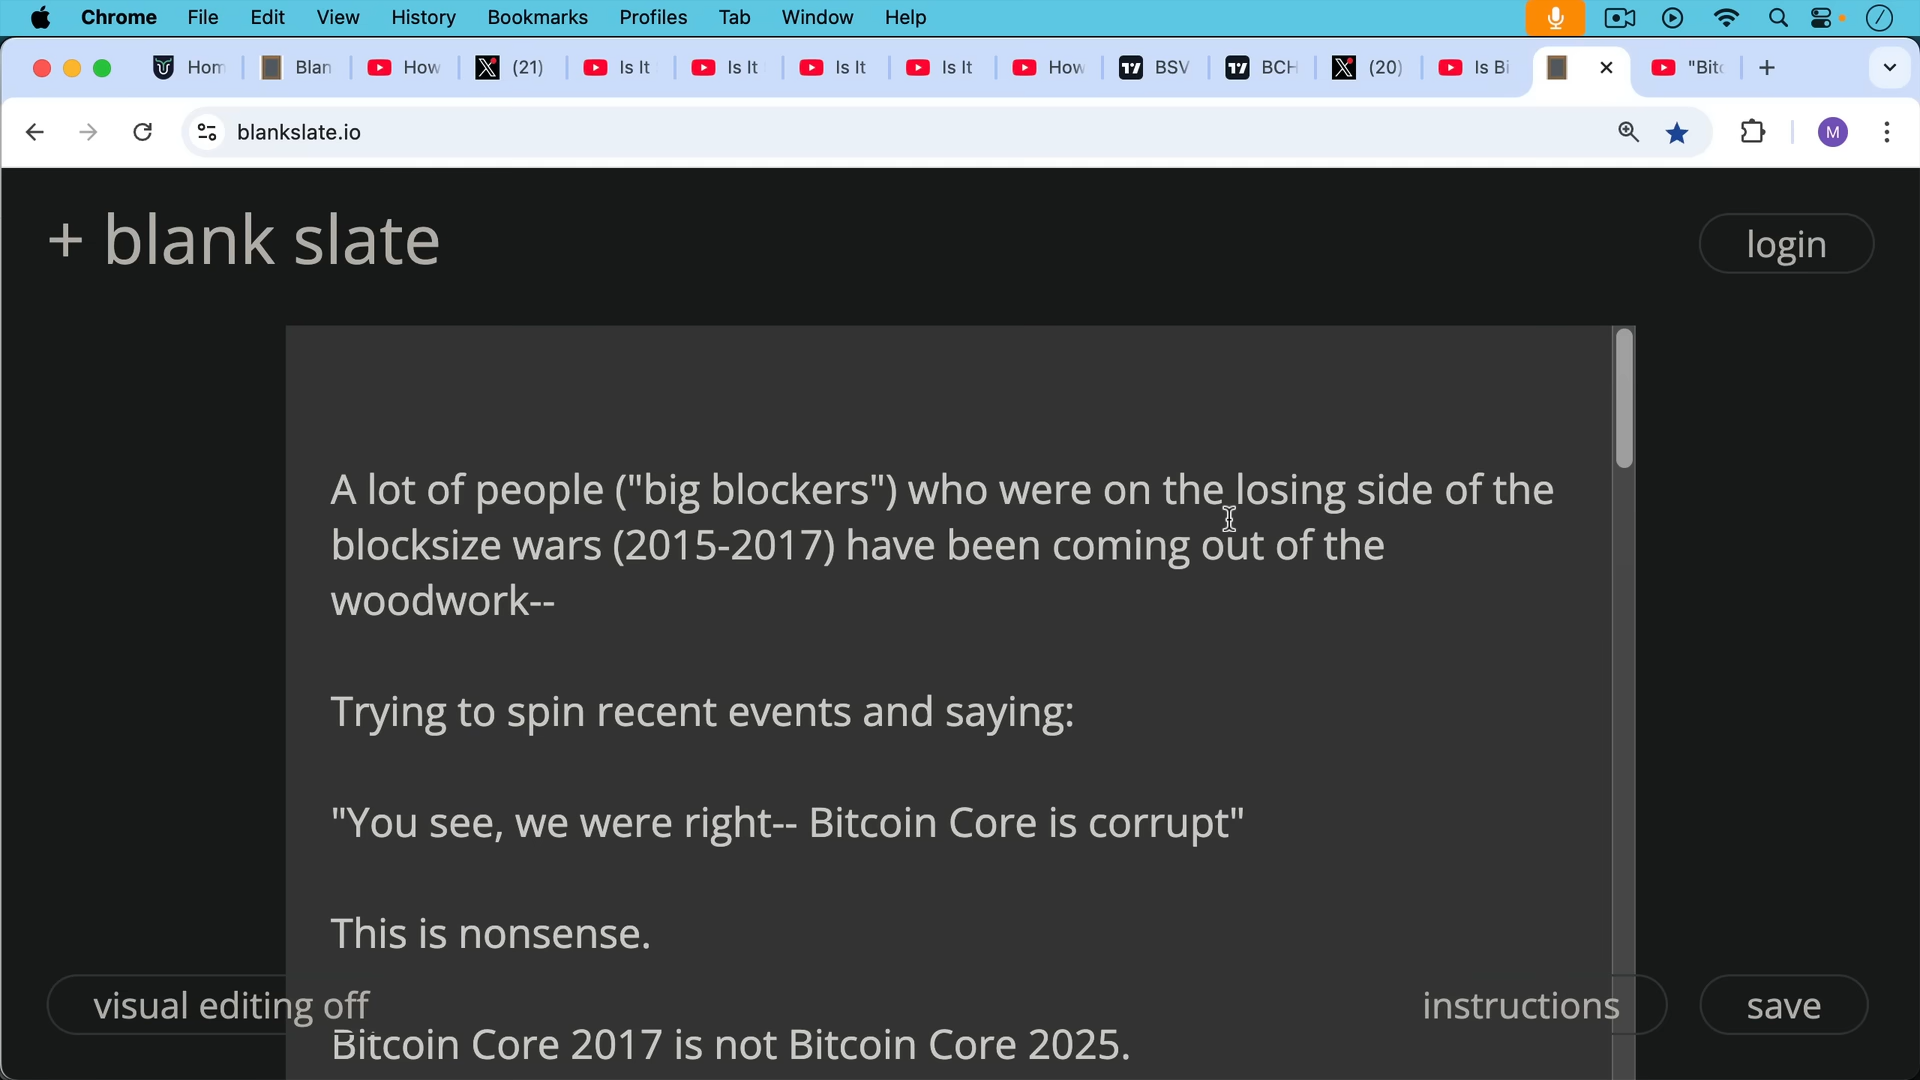 Chrome File Edit View History Bookmarks Profiles Tab Window Help
Hom Blan How (21) Is It Is It Is It Is It How BSV BCH (20) Is Bi "Bitc
blankslate.io M
+ blank slate
login
A lot of people ("big blockers") who were on the losing side of the
blocksize wars (2015-2017) have been coming out of the
woodwork--
Trying to spin recent events and saying:
"You see, we were right-- Bitcoin Core is corrupt"
This is nonsense.
visual editing off instructions save
Bitcoin Core 2017 is not Bitcoin Core 2025.